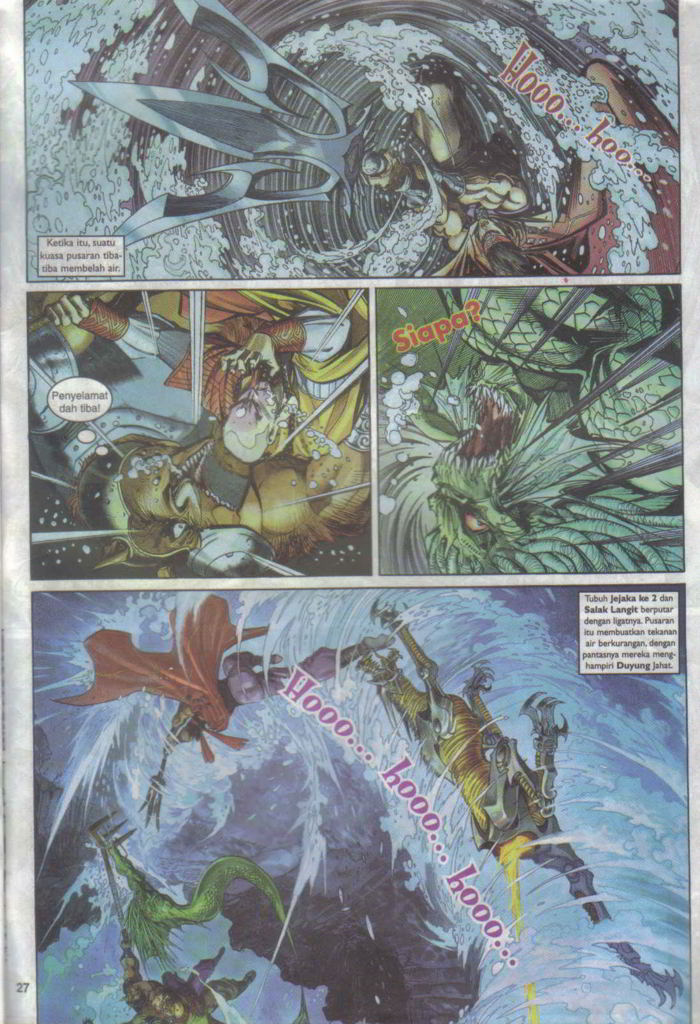 Hooo... hoo...
Ketika itu, suatu
kuasa pusaran tiba-
tiba membelah air.
Penyelamat
dah tiba!
Siapa?
Tubuh Jejaka ke 2 dan
Salak Langit berputar
dengan ligatnya. Pusaran
itu membuatkan tekanan
air berkurangan, dengan
pantasnya mereka meng-
hampiri Duyung Jahat.
Hooo... hooo... hooo...
27